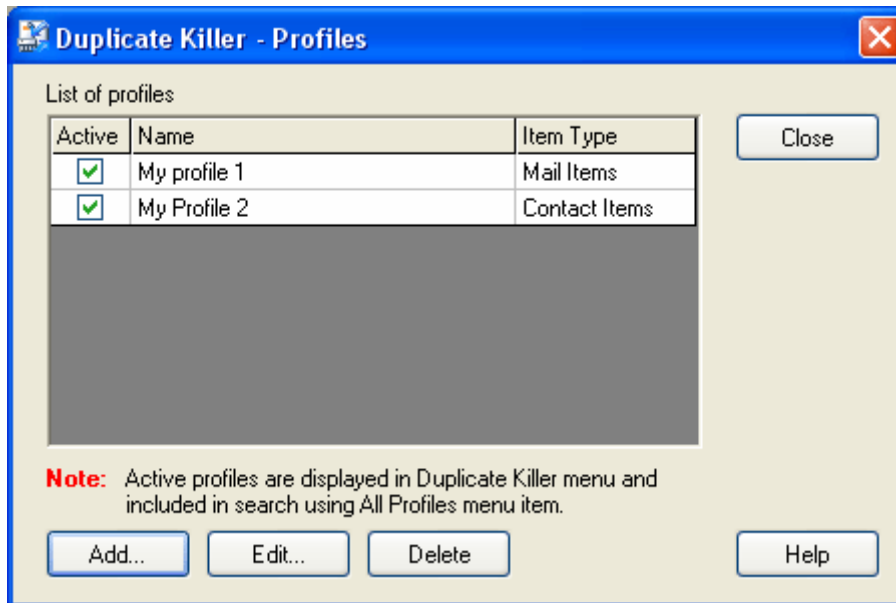 Duplicate Killer - Profiles
List of profiles
Active Name Item Type
My profile 1 Mail Items
My Profile 2 Contact Items
Close
Note: Active profiles are displayed in Duplicate Killer menu and
included in search using All Profiles menu item.
Add... Edit... Delete Help